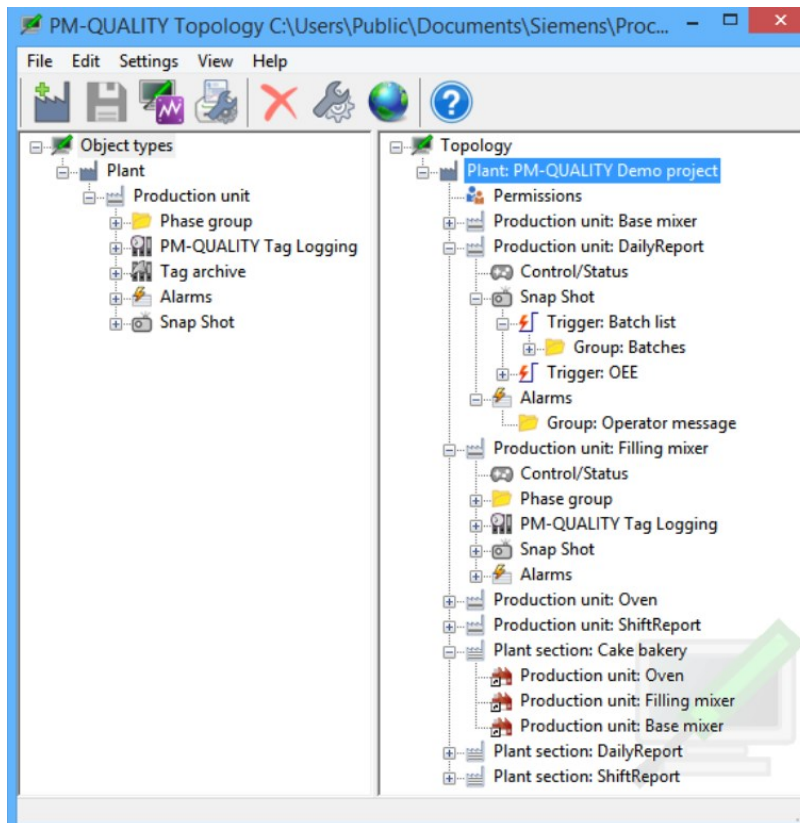 PM-QUALITY Topology C:\Users\Public\Documents\Siemens\Proc...
File Edit Settings View Help
Object types
Plant
Production unit
Phase group
PM-QUALITY Tag Logging
Tag archive
Alarms
Snap Shot
Topology
Plant: PM-QUALITY Demo project
Permissions
Production unit: Base mixer
Production unit: DailyReport
Control/Status
Snap Shot
Trigger: Batch list
Group: Batches
Trigger: OEE
Alarms
Group: Operator message
Production unit: Filling mixer
Control/Status
Phase group
PM-QUALITY Tag Logging
Snap Shot
Alarms
Production unit: Oven
Production unit: ShiftReport
Plant section: Cake bakery
Production unit: Oven
Production unit: Filling mixer
Production unit: Base mixer
Plant section: DailyReport
Plant section: ShiftReport